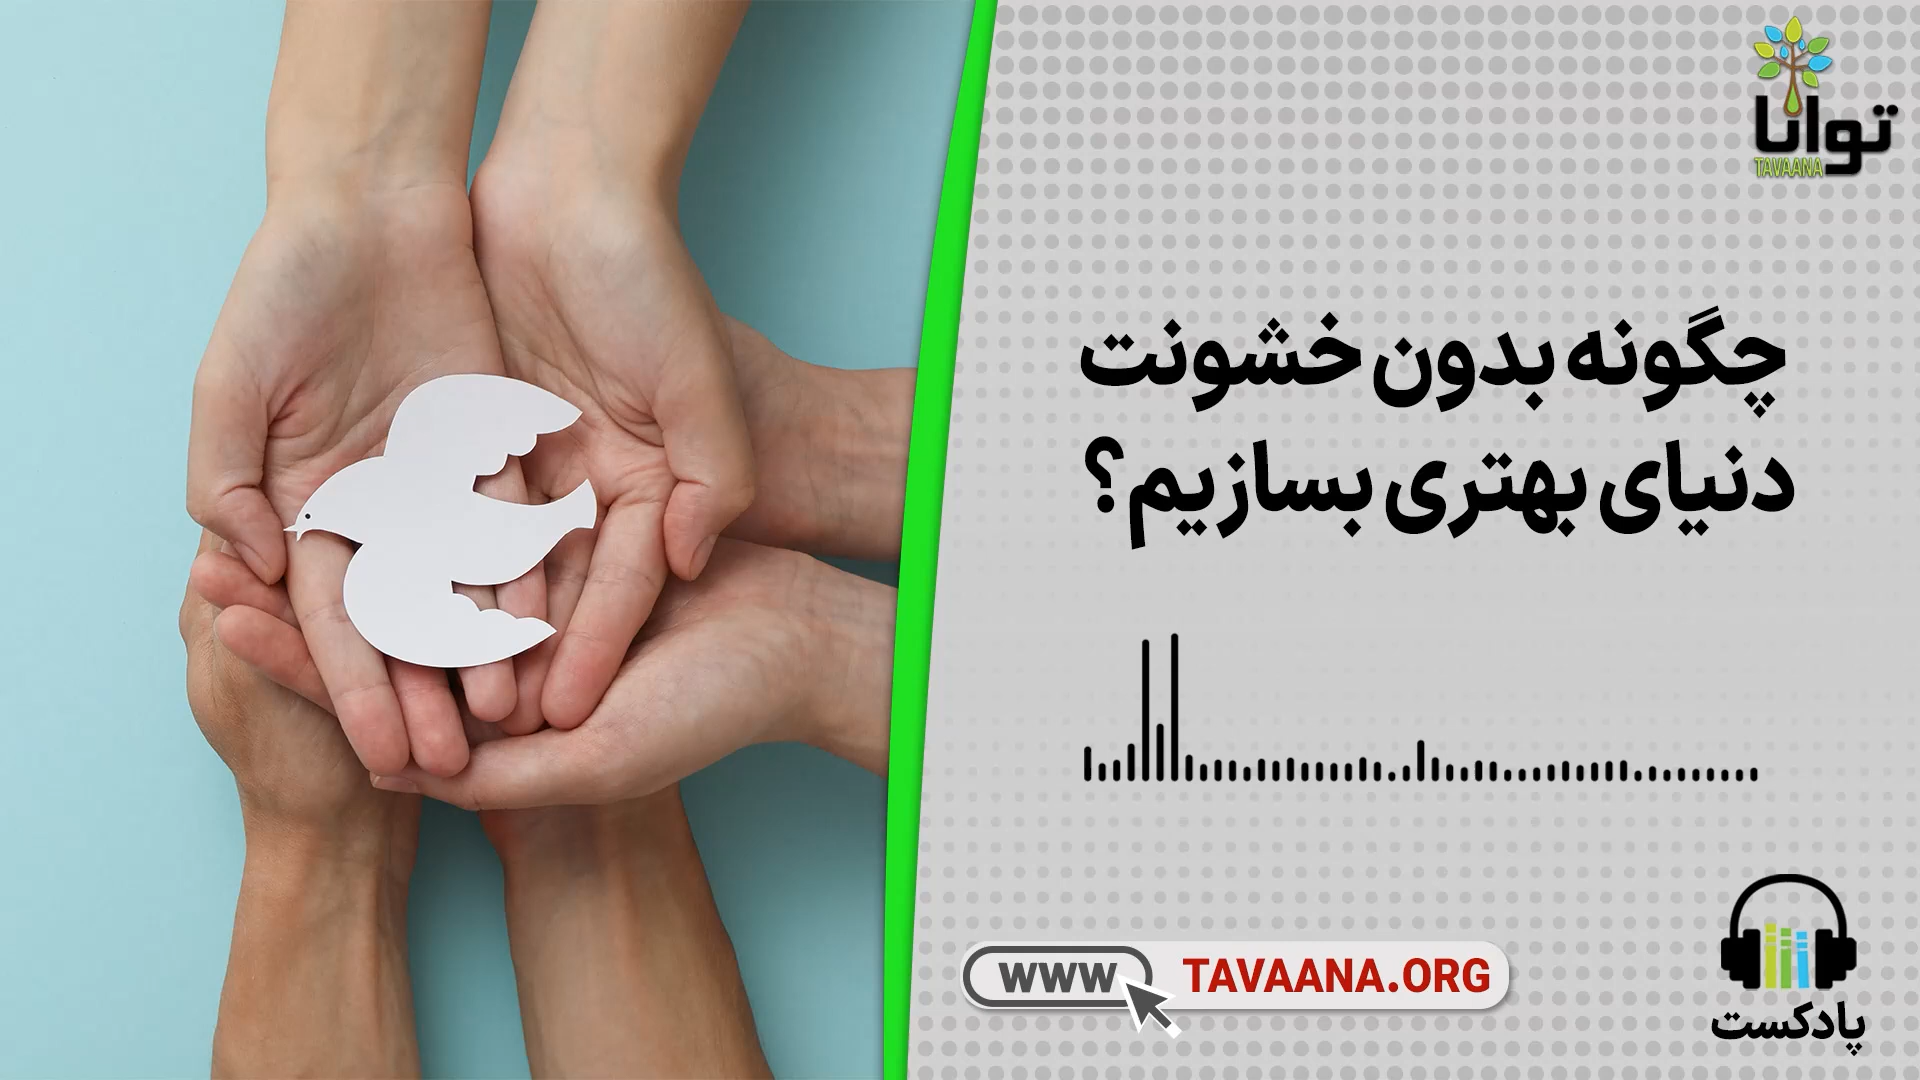 توانا
TAVAANA
چگونه بدون خشونت
دنیای بهتری بسازیم؟
WWW TAVAANA.ORG
پادکست